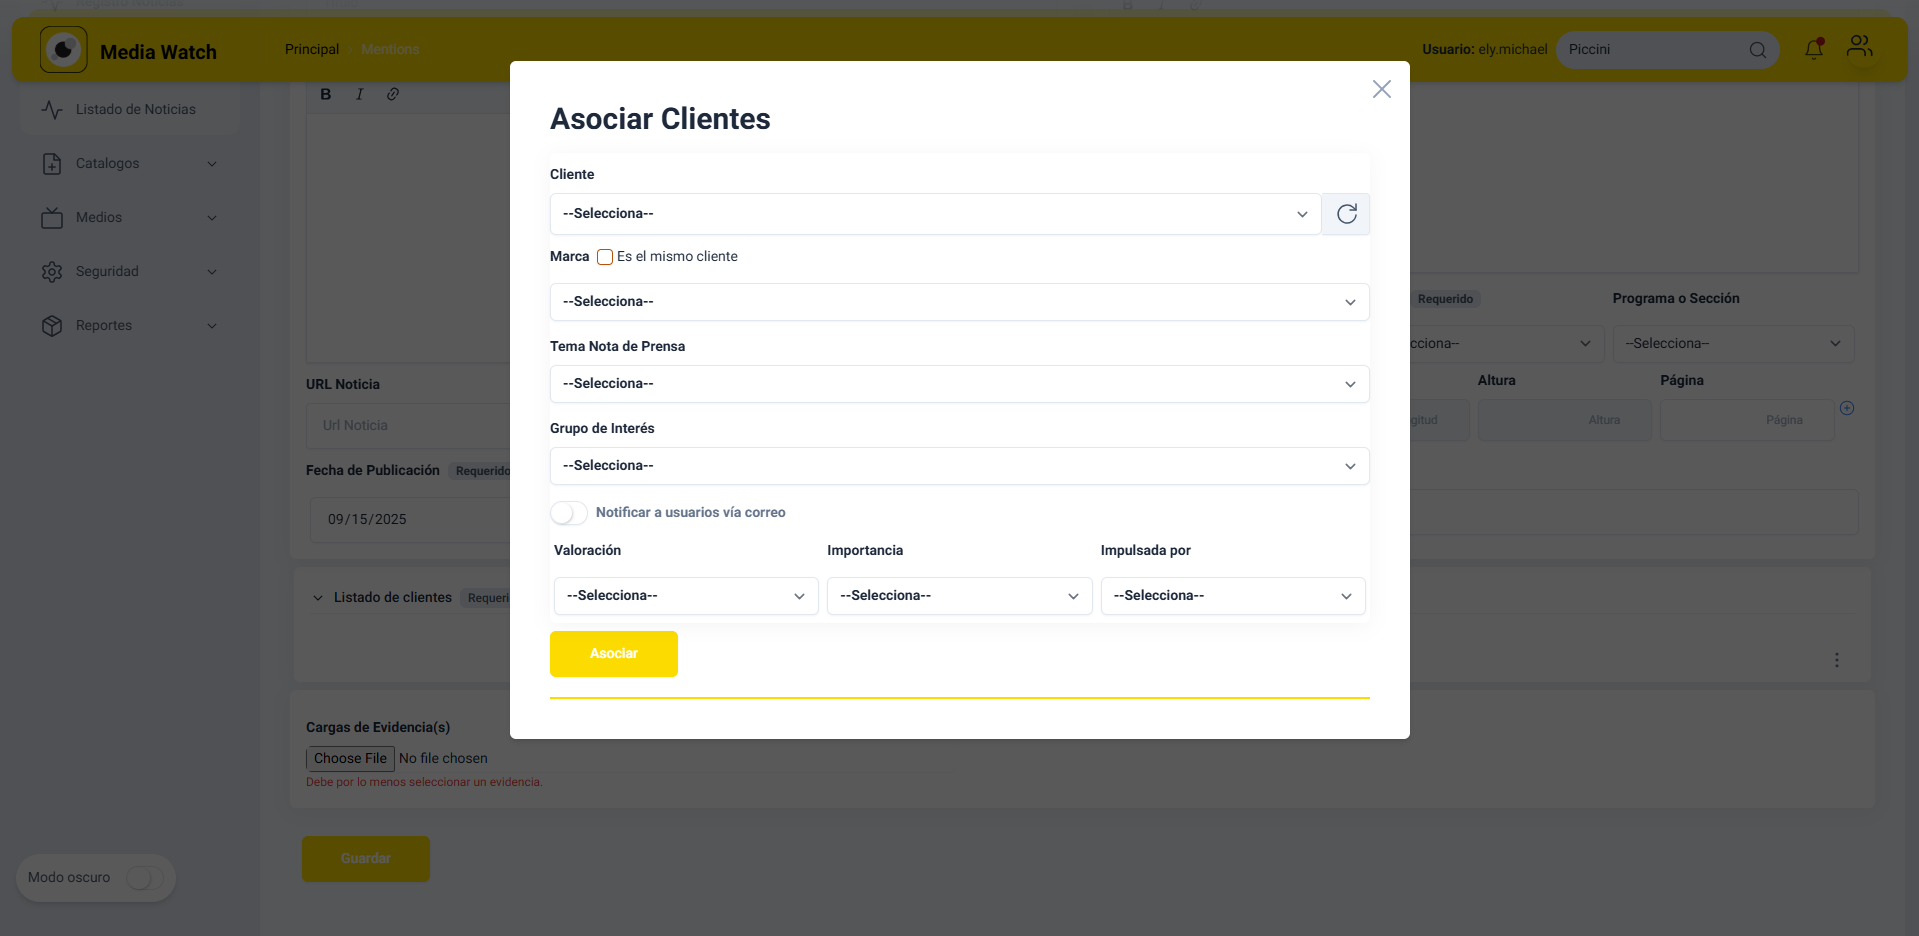 Registro Noticias
Media Watch
Principal
Mentions
Usuario: ely.michael
Piccini
Listado de Noticias
Catalogos
Medios
Seguridad
Reportes
Modo oscuro
B I
URL Noticia
Url Noticia
Fecha de Publicación Requerido
09/15/2025
Listado de clientes Requeri
Cargas de Evidencia(s)
Choose File No file chosen
Debe por lo menos seleccionar un evidencia.
Guardar
Asociar Clientes
Cliente
--Selecciona--
Marca Es el mismo cliente
--Selecciona--
Tema Nota de Prensa
--Selecciona--
Grupo de Interés
--Selecciona--
Notificar a usuarios vía correo
Valoración Importancia Impulsada por
--Selecciona-- --Selecciona-- --Selecciona--
Asociar
Requerido Programa o Sección
cciona-- --Selecciona--
Altura Página
gitud Altura Página